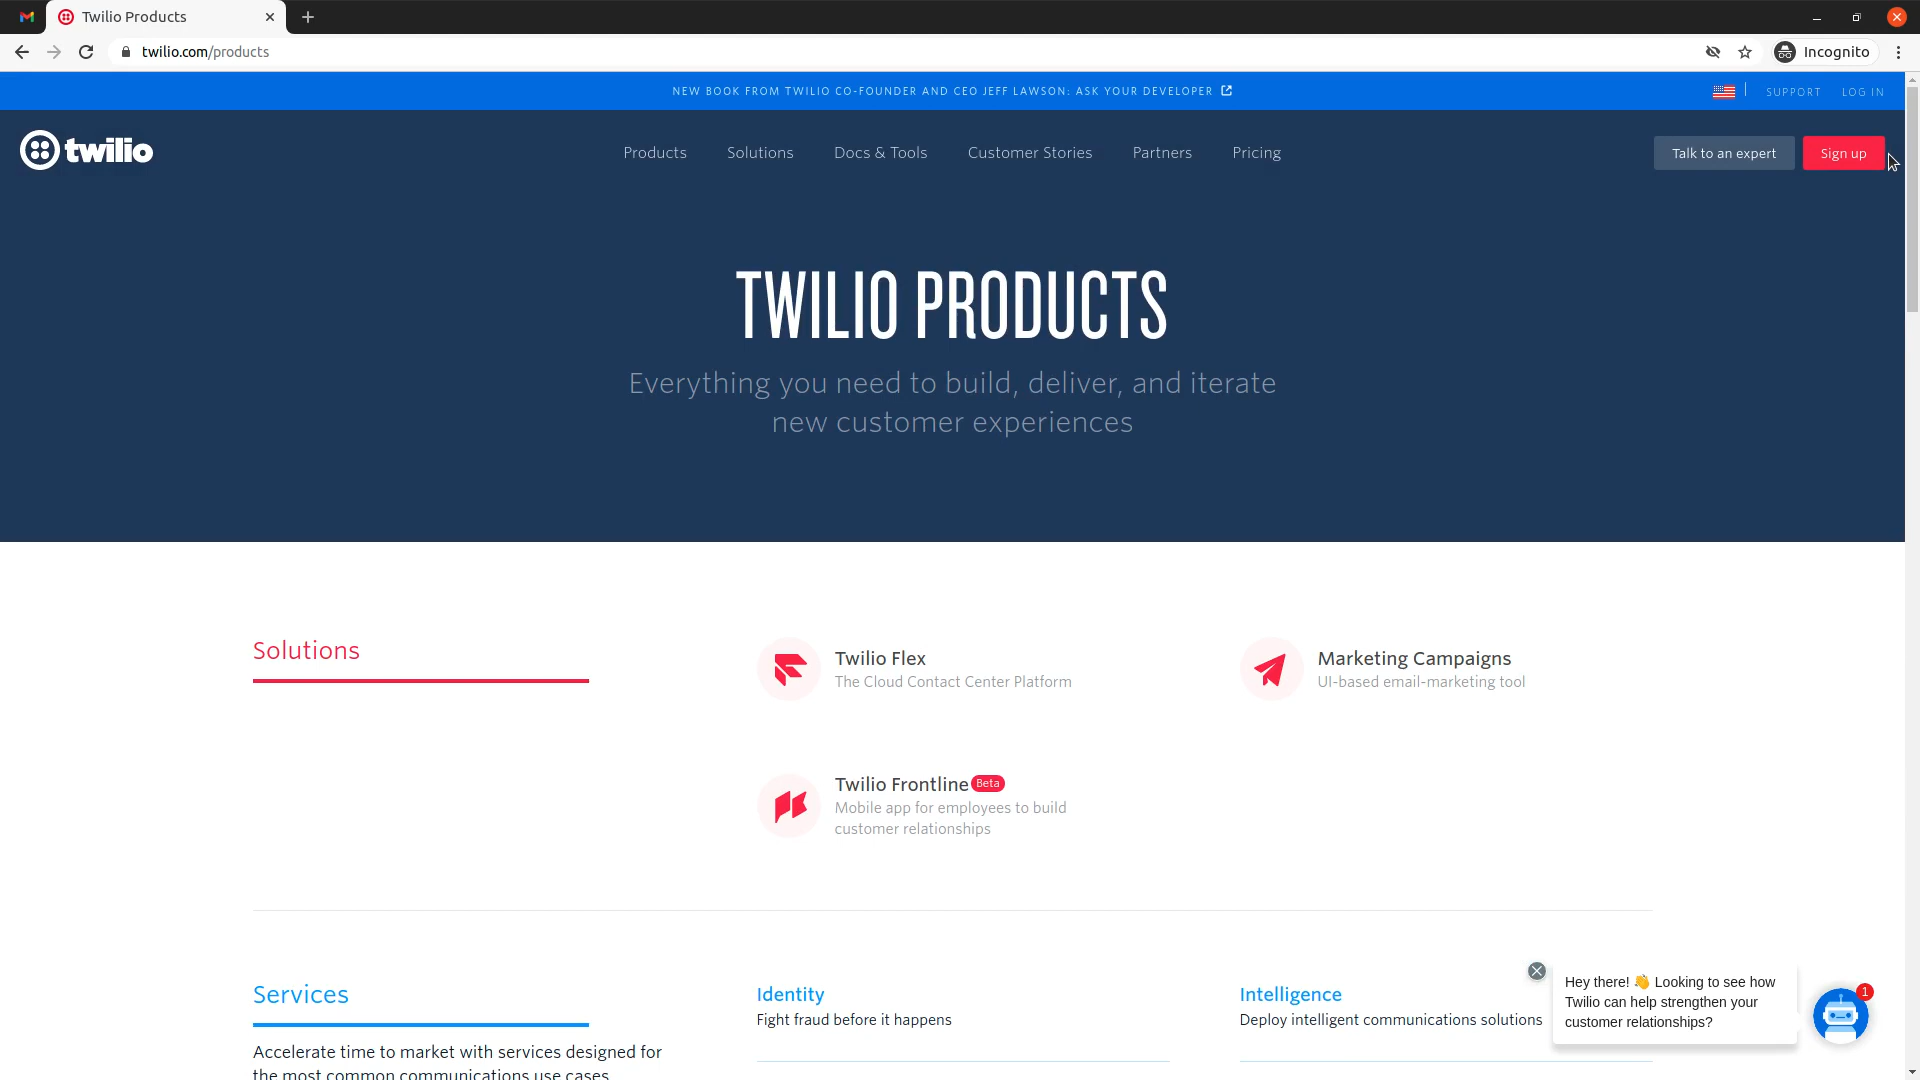 Twilio Products
twilio.com/products
Incognito
NEW BOOK FROM TWILIO CO-FOUNDER AND CEO JEFF LAWSON: ASK YOUR DEVELOPER
SUPPORT
LOG IN
twilio
Products
Solutions
Docs & Tools
Customer Stories
Partners
Pricing
Talk to an expert
Sign up
TWILIO PRODUCTS
Everything you need to build, deliver, and iterate
new customer experiences
Solutions
Twilio Flex
The Cloud Contact Center Platform
Marketing Campaigns
UI-based email-marketing tool
Twilio Frontline Beta
Mobile app for employees to build
customer relationships
Services
Accelerate time to market with services designed for
the most common communications use cases
Identity
Fight fraud before it happens
Intelligence
Deploy intelligent communications solutions
Hey there! 👋 Looking to see how
Twilio can help strengthen your
customer relationships?
1